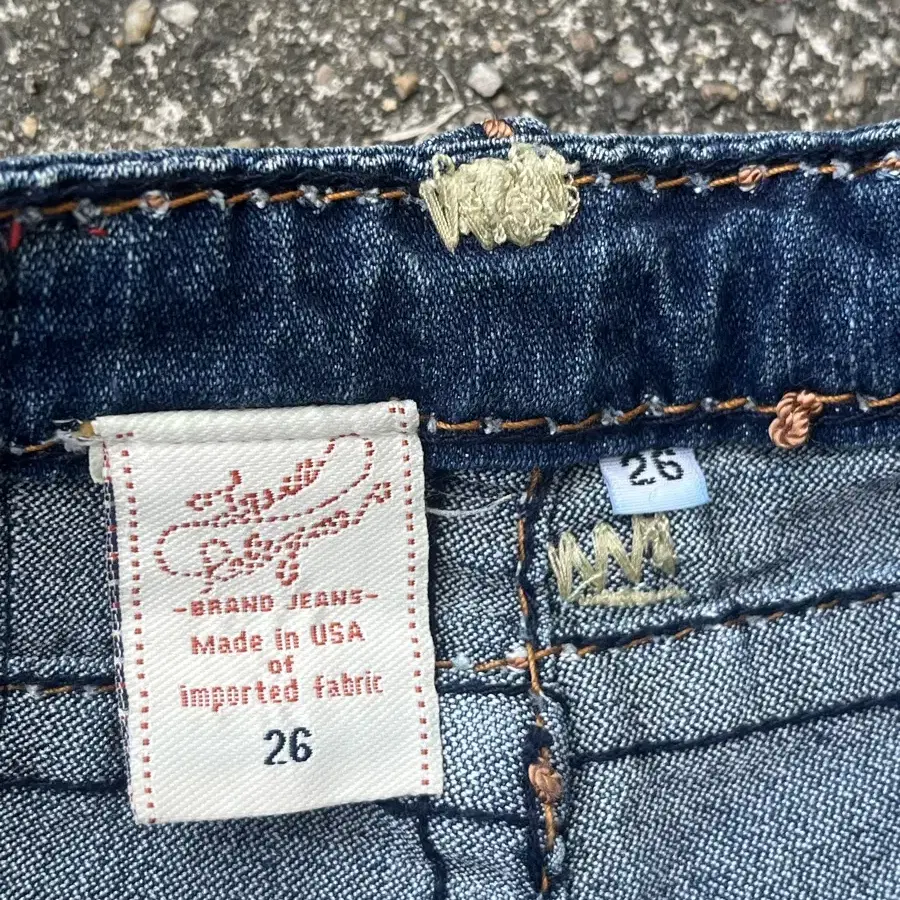 -BRAND JEANS-
Made in USA
of
imported fabric
26
26